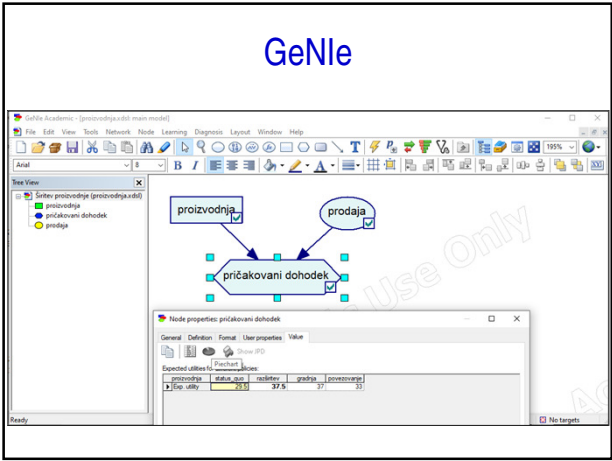 GeNIe
GeNIe Academic - [proizvodnja.xdsl: main model]
File Edit View Tools Network Node Learning Diagnosis Layout Window Help
195%
Arial 8 B I
Tree View
Širitev proizvodnje (proizvodnja.xdsl)
proizvodnja
pričakovani dohodek
prodaja
proizvodnja
prodaja
pričakovani dohodek
Use Only
Node properties: pričakovani dohodek
General Definition Format User properties Value
Show JPD
Piechart
Expected utilities for policies:
proizvodnja status_quo razširitev gradnja povezovanje
Exp. utility 29.5 37.5 37 33
Ready
No targets